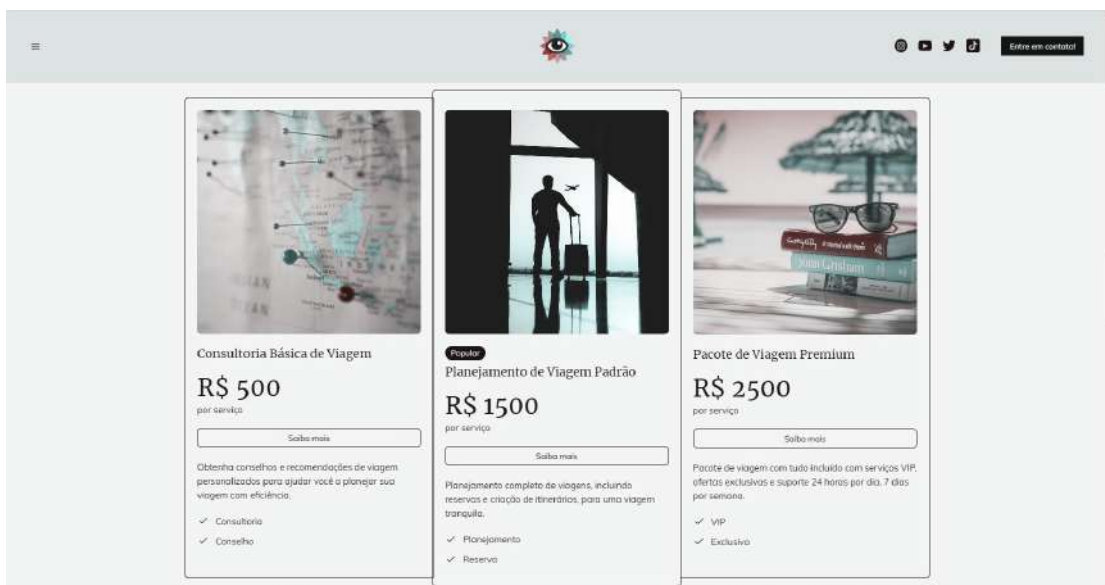 Entre em contato!
Consultoria Básica de Viagem
R$ 500
por serviço
Saiba mais
Obtenha conselhos e recomendações de viagem
personalizados para ajudar você a planejar sua
viagem com eficiência.
Consultoria
Conselho
Popular
Planejamento de Viagem Padrão
R$ 1500
por serviço
Saiba mais
Planejamento completo de viagens, incluindo
reservas e criação de itinerários, para uma viagem
tranquila.
Planejamento
Reserva
Pacote de Viagem Premium
R$ 2500
por serviço
Saiba mais
Pacote de viagem com tudo incluído com serviços VIP,
ofertas exclusivas e suporte 24 horas por dia, 7 dias
por semana.
VIP
Exclusivo